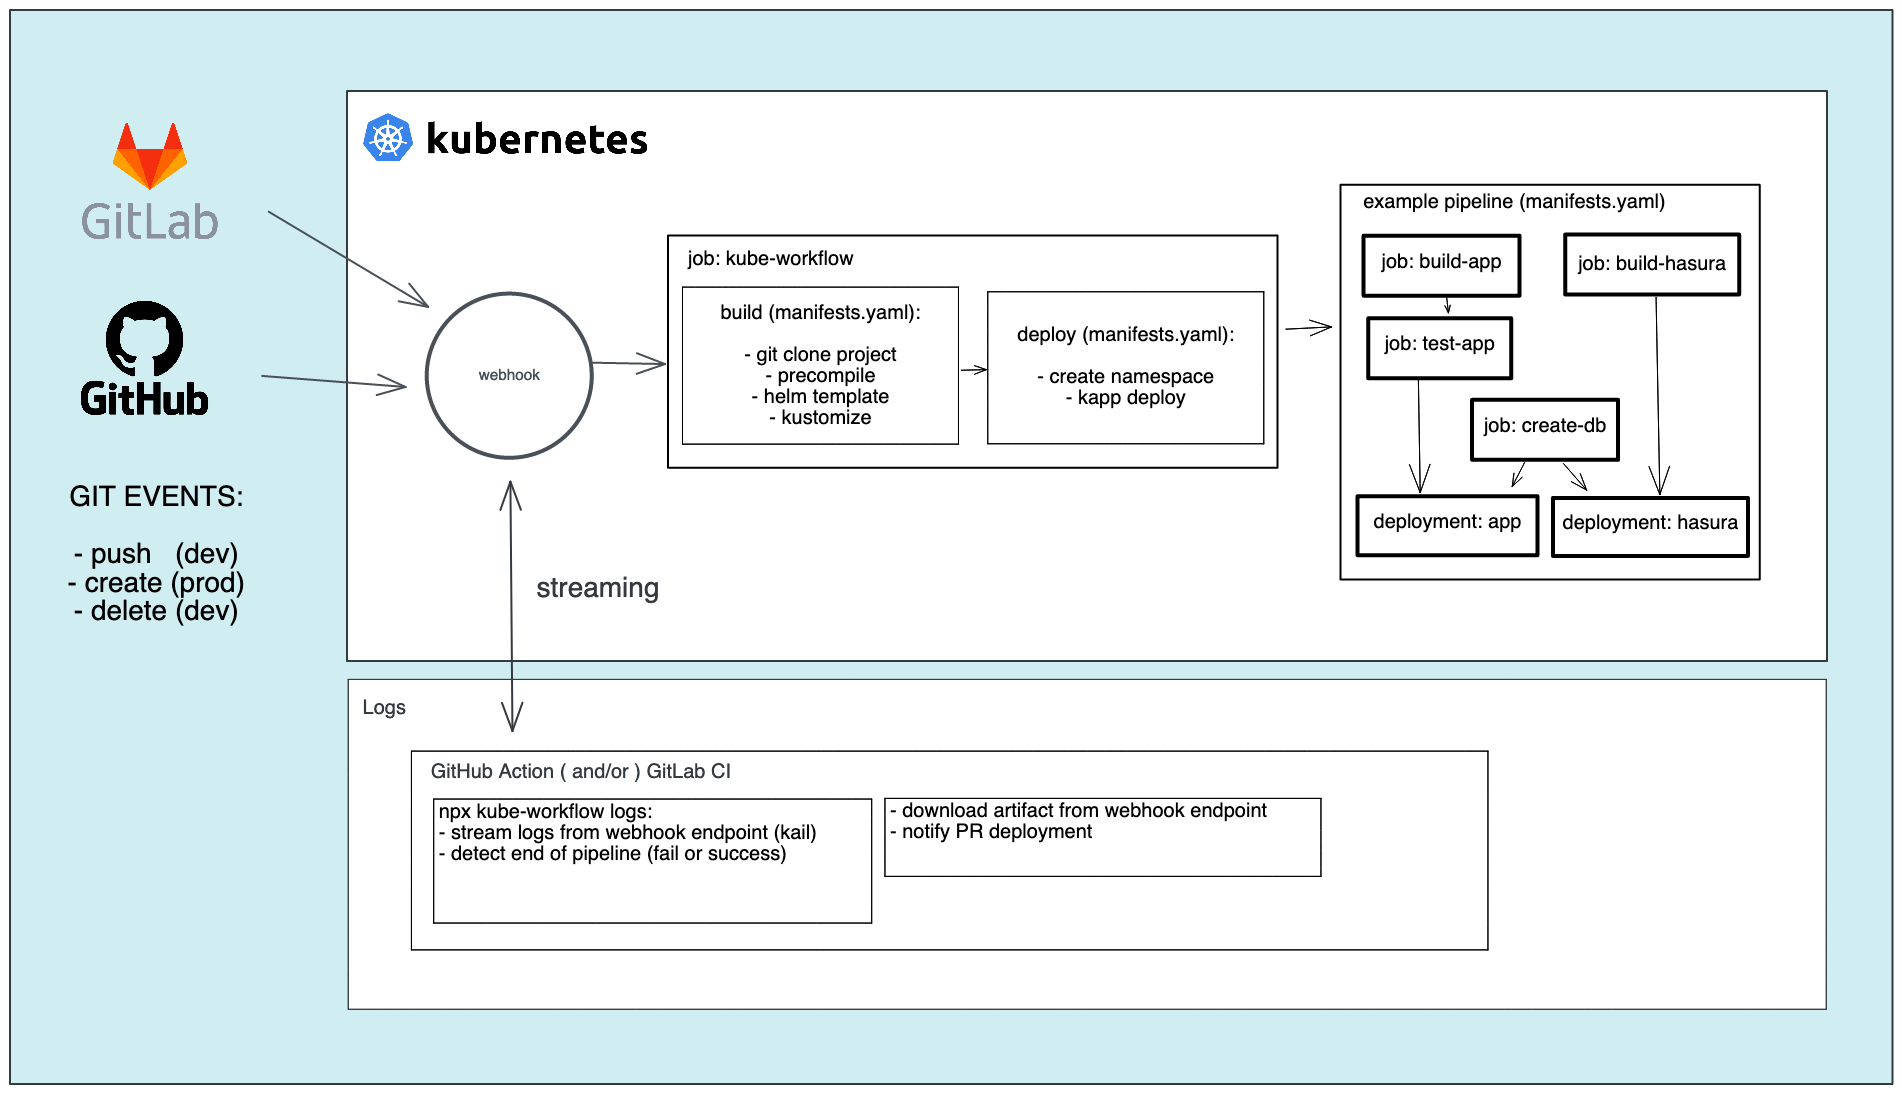 GitLab
GitHub
GIT EVENTS:
- push (dev)
- create (prod)
- delete (dev)
kubernetes
webhook
streaming
job: kube-workflow
build (manifests.yaml):
- git clone project
- precompile
- helm template
- kustomize
deploy (manifests.yaml):
- create namespace
- kapp deploy
example pipeline (manifests.yaml)
job: build-app
job: build-hasura
job: test-app
job: create-db
deployment: app
deployment: hasura
Logs
GitHub Action ( and/or ) GitLab CI
npx kube-workflow logs:
- stream logs from webhook endpoint (kail)
- detect end of pipeline (fail or success)
- download artifact from webhook endpoint
- notify PR deployment